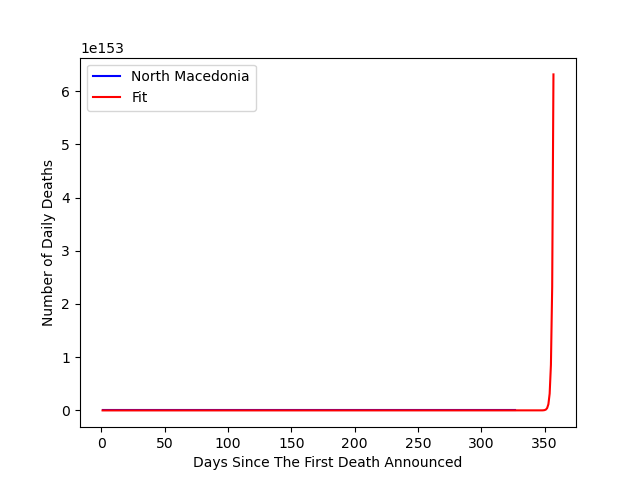 1e153
North Macedonia
Fit
6
5
4
3
2
1
0
Number of Daily Deaths
0 50 100 150 200 250 300 350
Days Since The First Death Announced